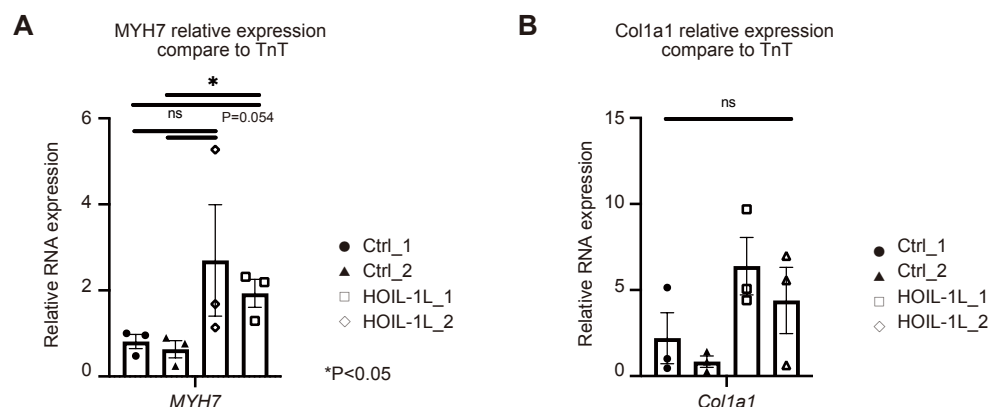 A
MYH7 relative expression
compare to TnT
*
ns
P=0.054
6
4
2
0
Relative RNA expression
MYH7
Ctrl_1
Ctrl_2
HOIL-1L_1
HOIL-1L_2
*P<0.05
B
Col1a1 relative expression
compare to TnT
ns
15
10
5
0
Relative RNA expression
Col1a1
Ctrl_1
Ctrl_2
HOIL-1L_1
HOIL-1L_2